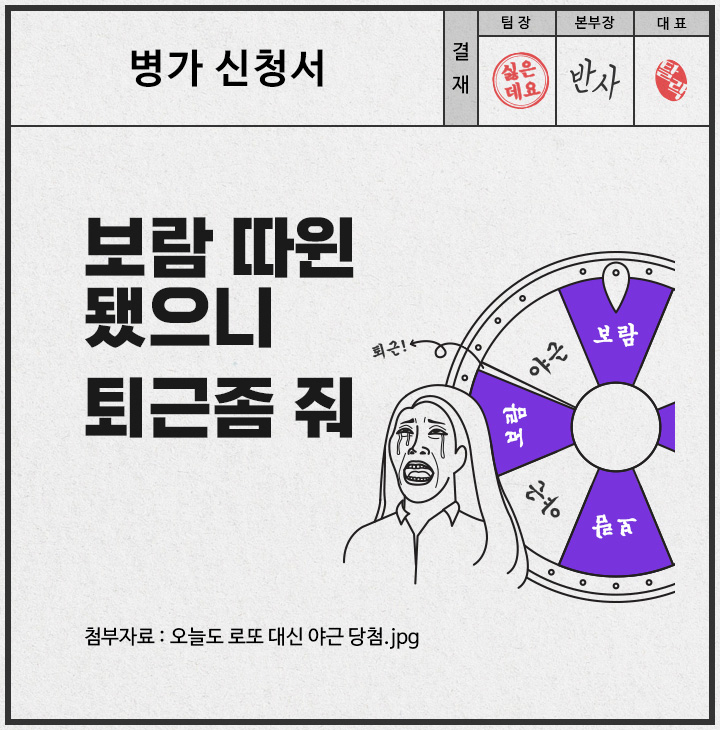 병가 신청서
결
재
팀 장
본부장
대 표
싫은
데요
반사
콜락
보람 따윈
됐으니
퇴근좀 줘
퇴근!
보람
야근
보람
야근
보람
첨부자료 : 오늘도 로또 대신 야근 당첨.jpg